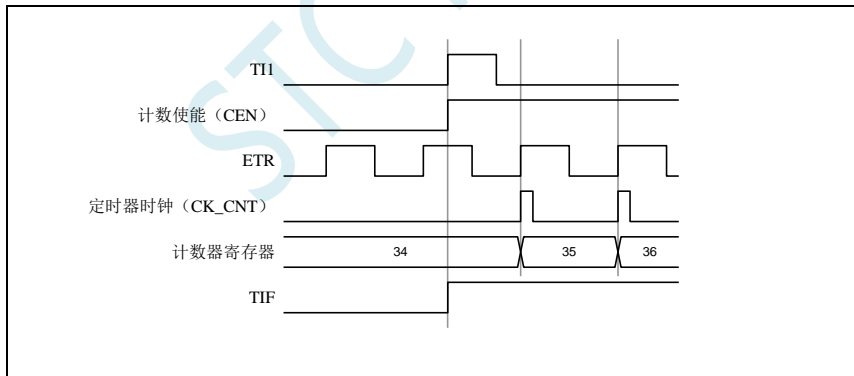 STC
TI1
计数使能（CEN）
ETR
定时器时钟（CK_CNT）
计数器寄存器
34
35
36
TIF